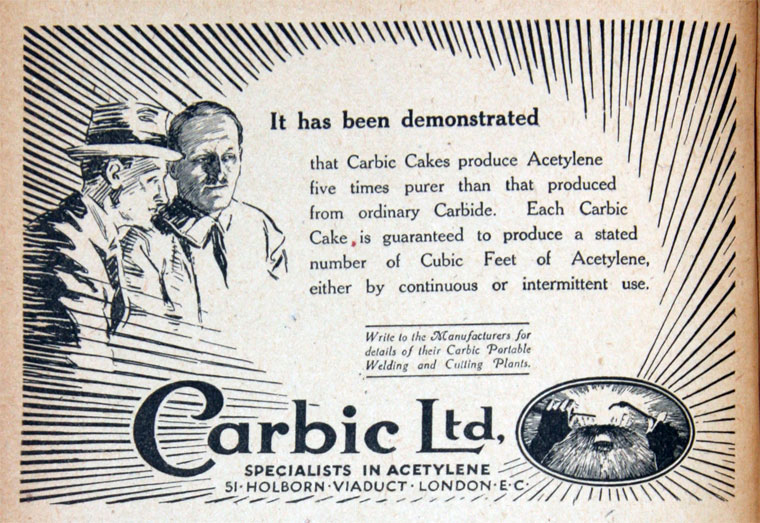 It has been demonstrated
that Carbic Cakes produce Acetylene
five times purer than that produced
from ordinary Carbide. Each Carbic
Cake is guaranteed to produce a stated
number of Cubic Feet of Acetylene,
either by continuous or intermittent use.
Write to the Manufacturers for
details of their Carbic Portable
Welding and Cutting Plants.
Carbic Ltd,
SPECIALISTS IN ACETYLENE
51·HOLBORN·VIADUCT·LONDON·E·C·